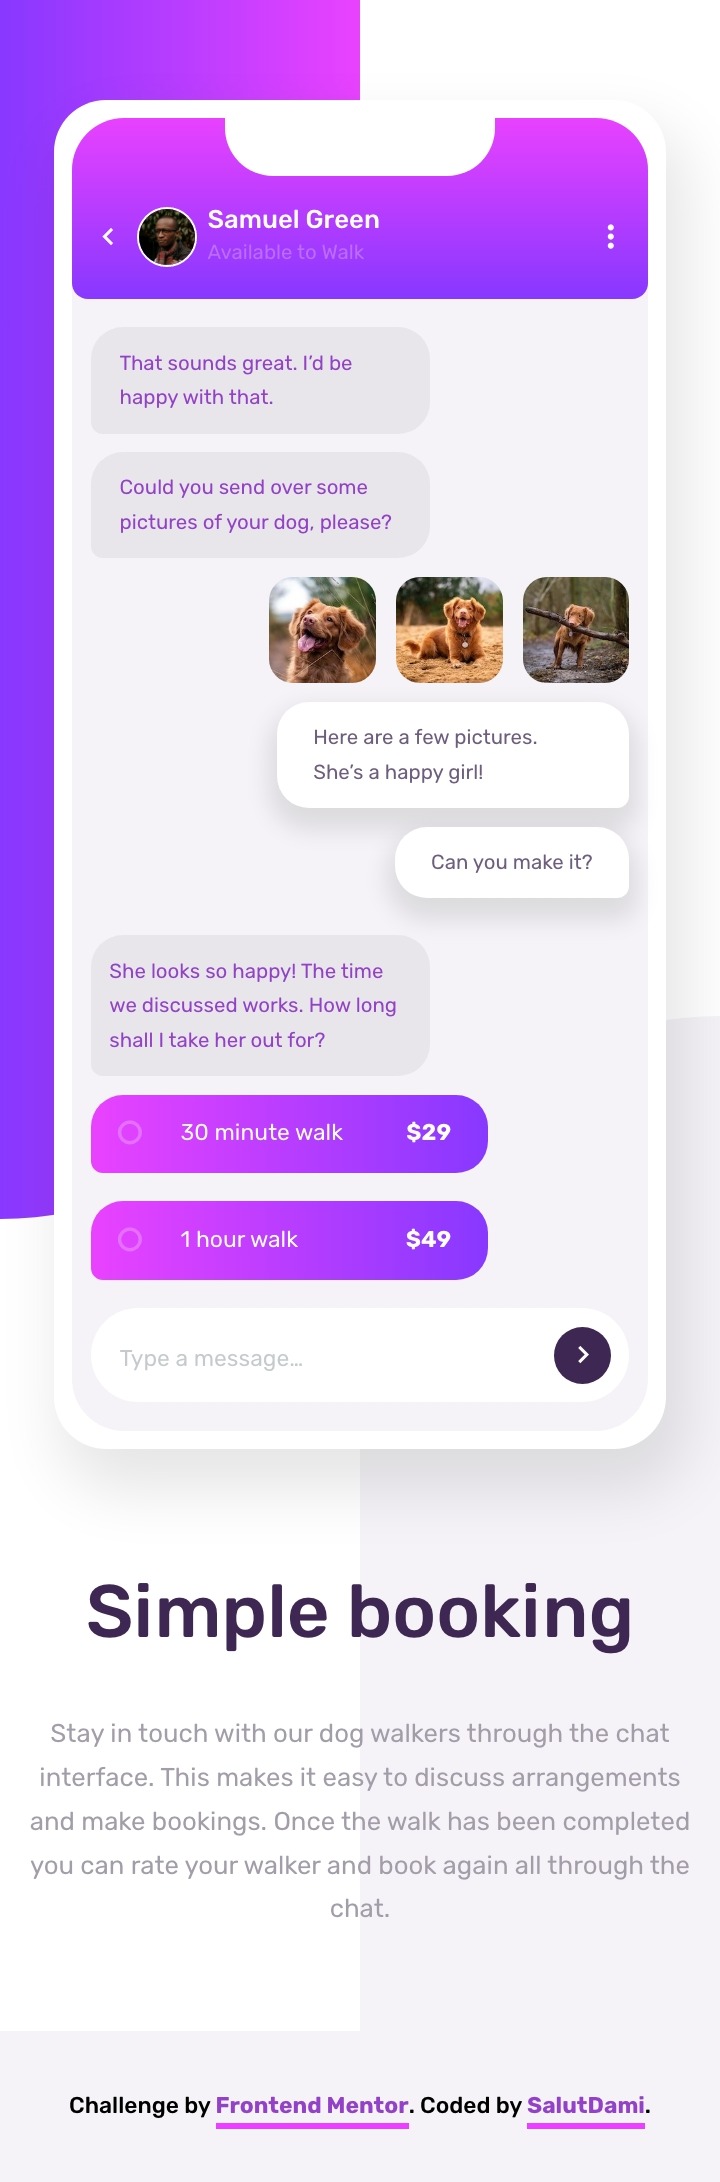 Samuel Green
Available to Walk
That sounds great. I’d be
happy with that.
Could you send over some
pictures of your dog, please?
Here are a few pictures.
She’s a happy girl!
Can you make it?
She looks so happy! The time
we discussed works. How long
shall I take her out for?
30 minute walk $29
1 hour walk $49
Type a message…
Simple booking
Stay in touch with our dog walkers through the chat
interface. This makes it easy to discuss arrangements
and make bookings. Once the walk has been completed
you can rate your walker and book again all through the
chat.
Challenge by Frontend Mentor. Coded by SalutDami.